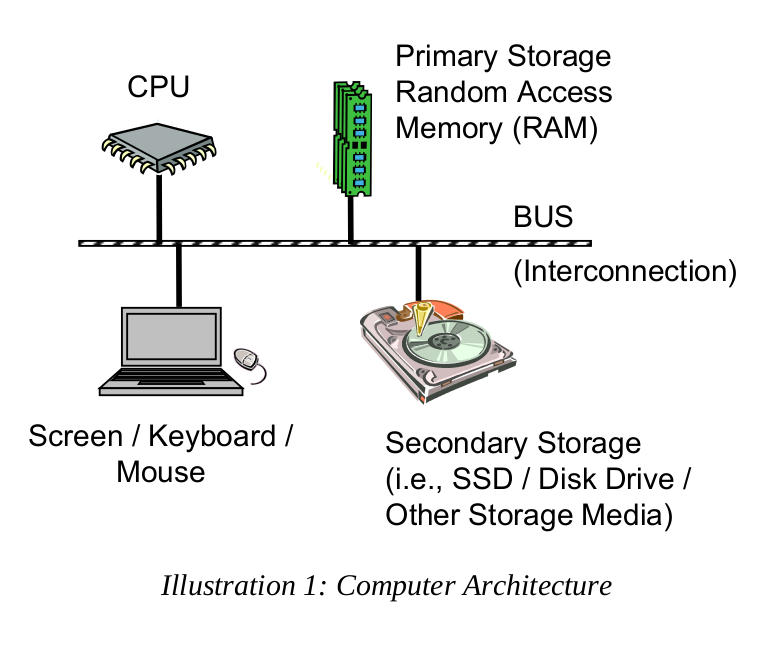 CPU
Primary Storage
Random Access
Memory (RAM)
BUS
(Interconnection)
Screen / Keyboard /
Mouse
Secondary Storage
(i.e., SSD / Disk Drive /
Other Storage Media)
Illustration 1: Computer Architecture